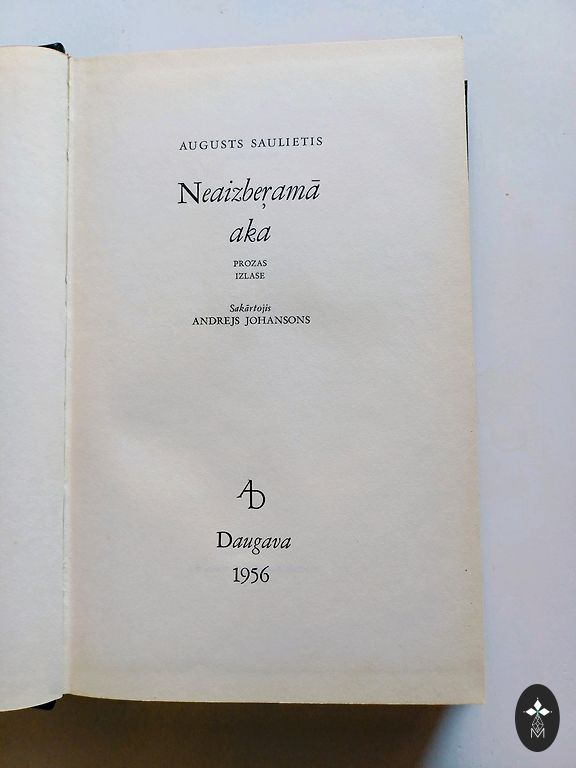 AUGUSTS SAULIETIS
Neaizbeŗamā
aka
PROZAS
IZLASE
Sakārtojis
ANDREJS JOHANSONS
AD
Daugava
1956
M